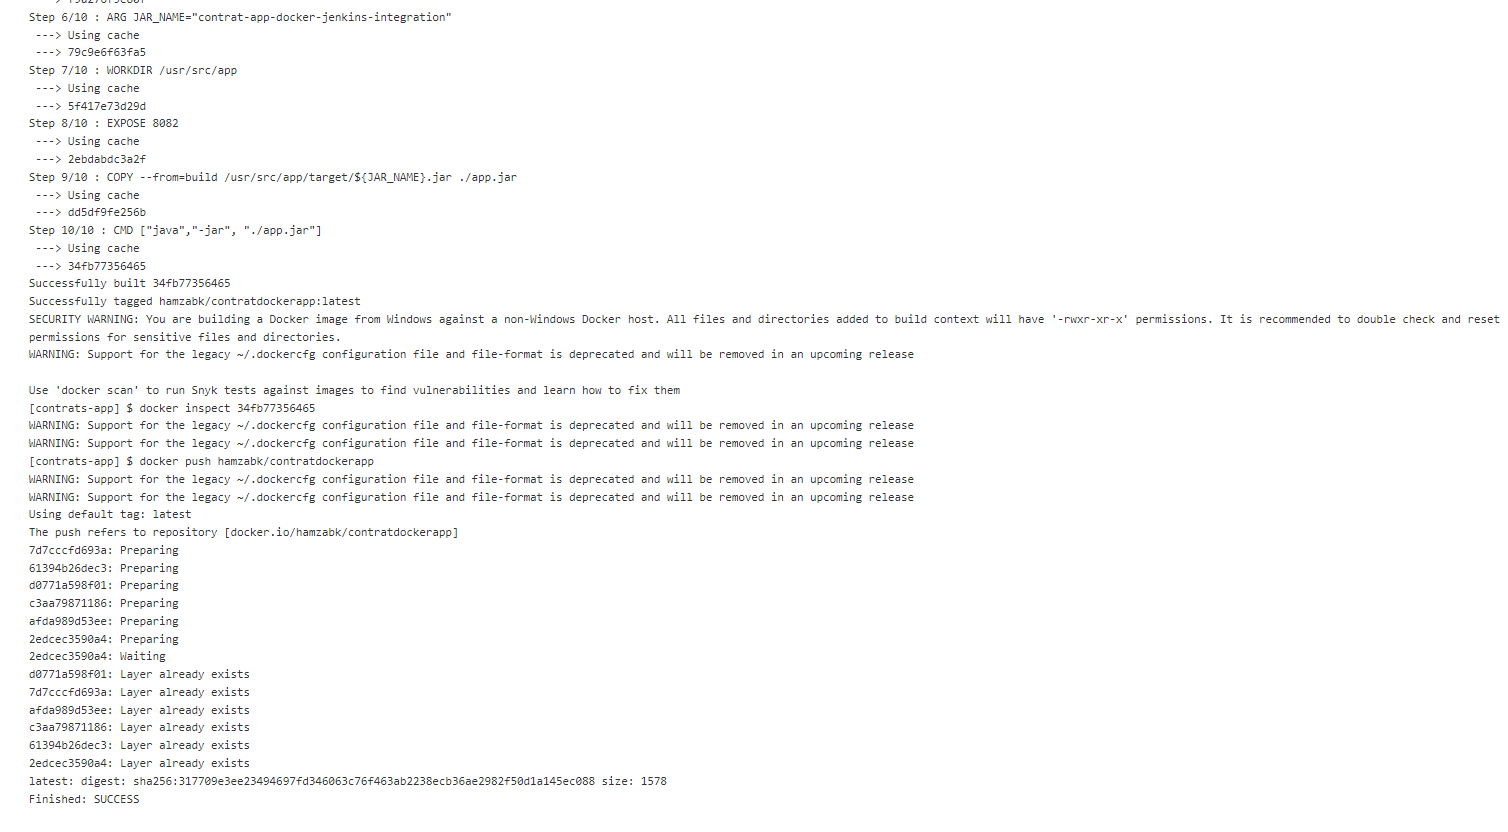 Step 6/10 : ARG JAR_NAME="contrat-app-docker-jenkins-integration"
---> Using cache
---> 79c9e6f63fa5
Step 7/10 : WORKDIR /usr/src/app
---> Using cache
---> 5f417e73d29d
Step 8/10 : EXPOSE 8082
---> Using cache
---> 2ebdabdc3a2f
Step 9/10 : COPY --from=build /usr/src/app/target/${JAR_NAME}.jar ./app.jar
---> Using cache
---> dd5df9fe256b
Step 10/10 : CMD ["java","-jar", "./app.jar"]
---> Using cache
---> 34fb77356465
Successfully built 34fb77356465
Successfully tagged hamzabk/contratdockerapp:latest
SECURITY WARNING: You are building a Docker image from Windows against a non-Windows Docker host. All files and directories added to build context will have '-rwxr-xr-x' permissions. It is recommended to double check and reset
permissions for sensitive files and directories.
WARNING: Support for the legacy ~/.dockercfg configuration file and file-format is deprecated and will be removed in an upcoming release
Use 'docker scan' to run Snyk tests against images to find vulnerabilities and learn how to fix them
[contrats-app] $ docker inspect 34fb77356465
WARNING: Support for the legacy ~/.dockercfg configuration file and file-format is deprecated and will be removed in an upcoming release
WARNING: Support for the legacy ~/.dockercfg configuration file and file-format is deprecated and will be removed in an upcoming release
[contrats-app] $ docker push hamzabk/contratdockerapp
WARNING: Support for the legacy ~/.dockercfg configuration file and file-format is deprecated and will be removed in an upcoming release
WARNING: Support for the legacy ~/.dockercfg configuration file and file-format is deprecated and will be removed in an upcoming release
Using default tag: latest
The push refers to repository [docker.io/hamzabk/contratdockerapp]
7d7cccfd693a: Preparing
61394b26dec3: Preparing
d0771a598f01: Preparing
c3aa79871186: Preparing
afda989d53ee: Preparing
2edcec3590a4: Preparing
2edcec3590a4: Waiting
d0771a598f01: Layer already exists
7d7cccfd693a: Layer already exists
afda989d53ee: Layer already exists
c3aa79871186: Layer already exists
61394b26dec3: Layer already exists
2edcec3590a4: Layer already exists
latest: digest: sha256:317709e3ee23494697fd346063c76f463ab2238ecb36ae2982f50d1a145ec088 size: 1578
Finished: SUCCESS